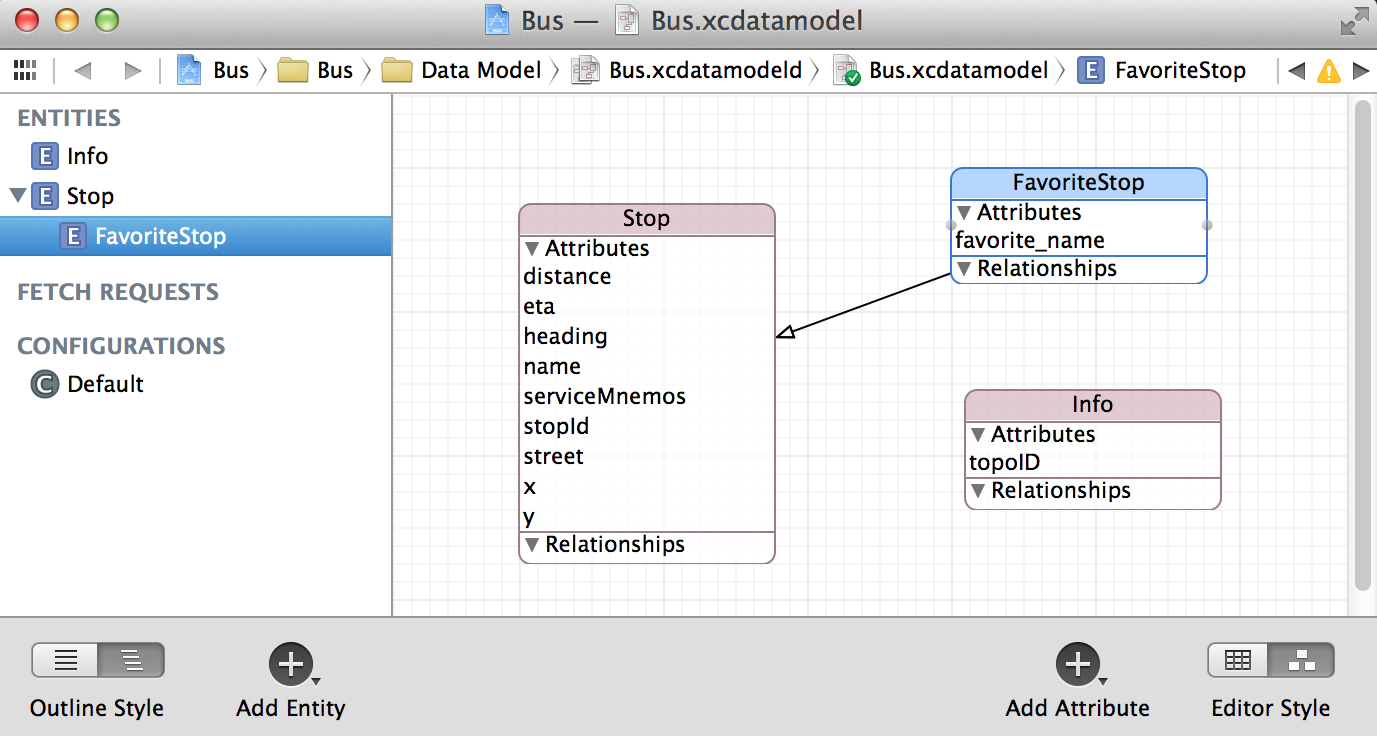 Bus — Bus.xcdatamodel
Bus Bus Data Model Bus.xcdatamodeld Bus.xcdatamodel E FavoriteStop
ENTITIES
E Info
E Stop
E FavoriteStop
FETCH REQUESTS
CONFIGURATIONS
C Default
Stop
Attributes
distance
eta
heading
name
serviceMnemos
stopId
street
x
y
Relationships
FavoriteStop
Attributes
favorite_name
Relationships
Info
Attributes
topoID
Relationships
Outline Style
Add Entity
Add Attribute
Editor Style